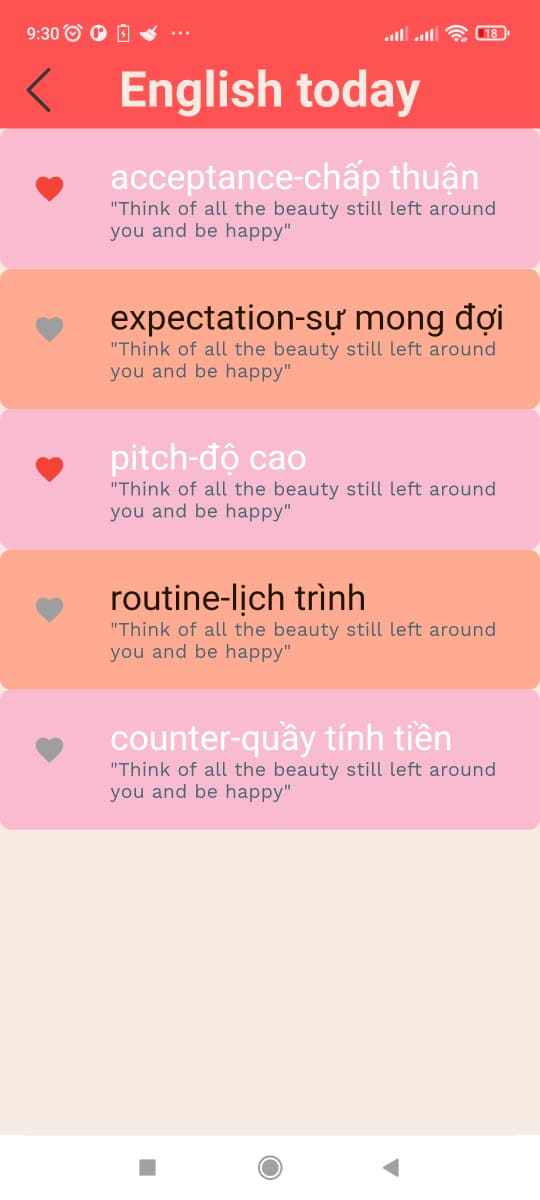 9:30
18
English today
acceptance-chấp thuận
"Think of all the beauty still left around
you and be happy"
expectation-sự mong đợi
"Think of all the beauty still left around
you and be happy"
pitch-độ cao
"Think of all the beauty still left around
you and be happy"
routine-lịch trình
"Think of all the beauty still left around
you and be happy"
counter-quầy tính tiền
"Think of all the beauty still left around
you and be happy"